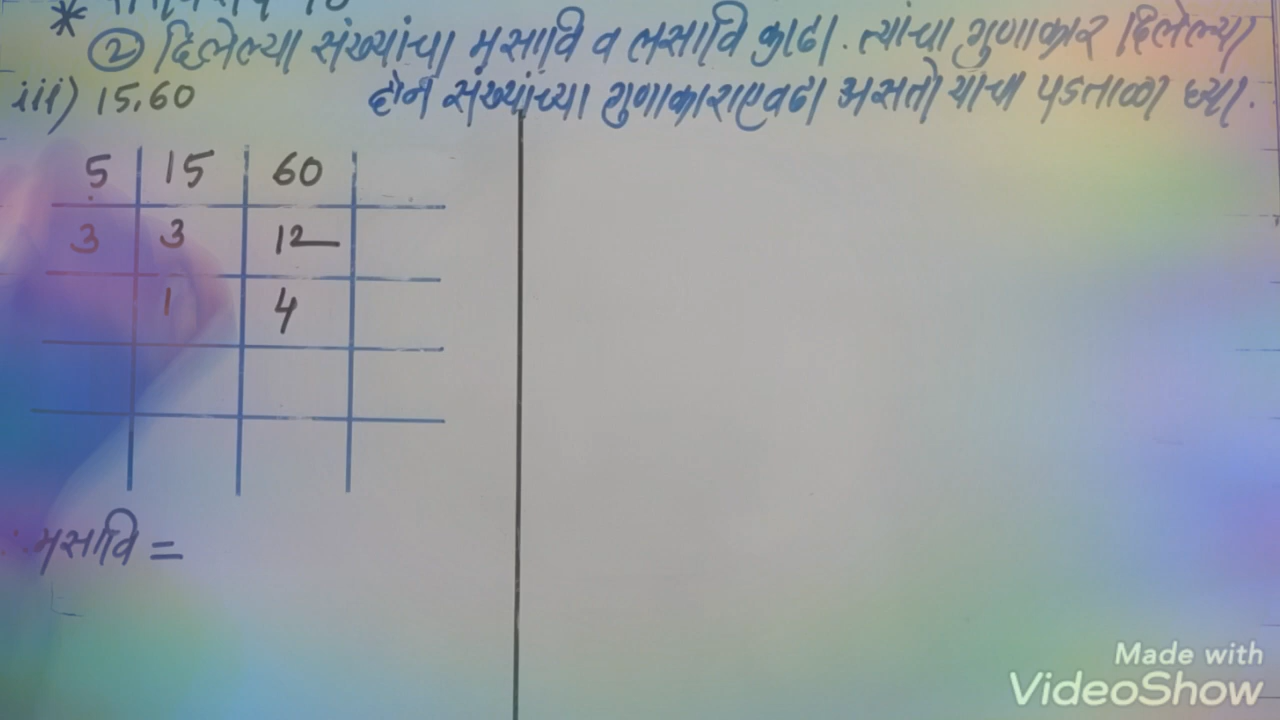 ② दिलेल्या संख्यांचा मसावि व लसावि काढा. त्यांचा गुणाकार दिलेल्या
iii) 15,60 दोन संख्यांच्या गुणाकाराएवढा असतो याचा पडताळा घ्या.
5 15 60
3 3 12
1 4
∴ मसावि =
Made with
VideoShow